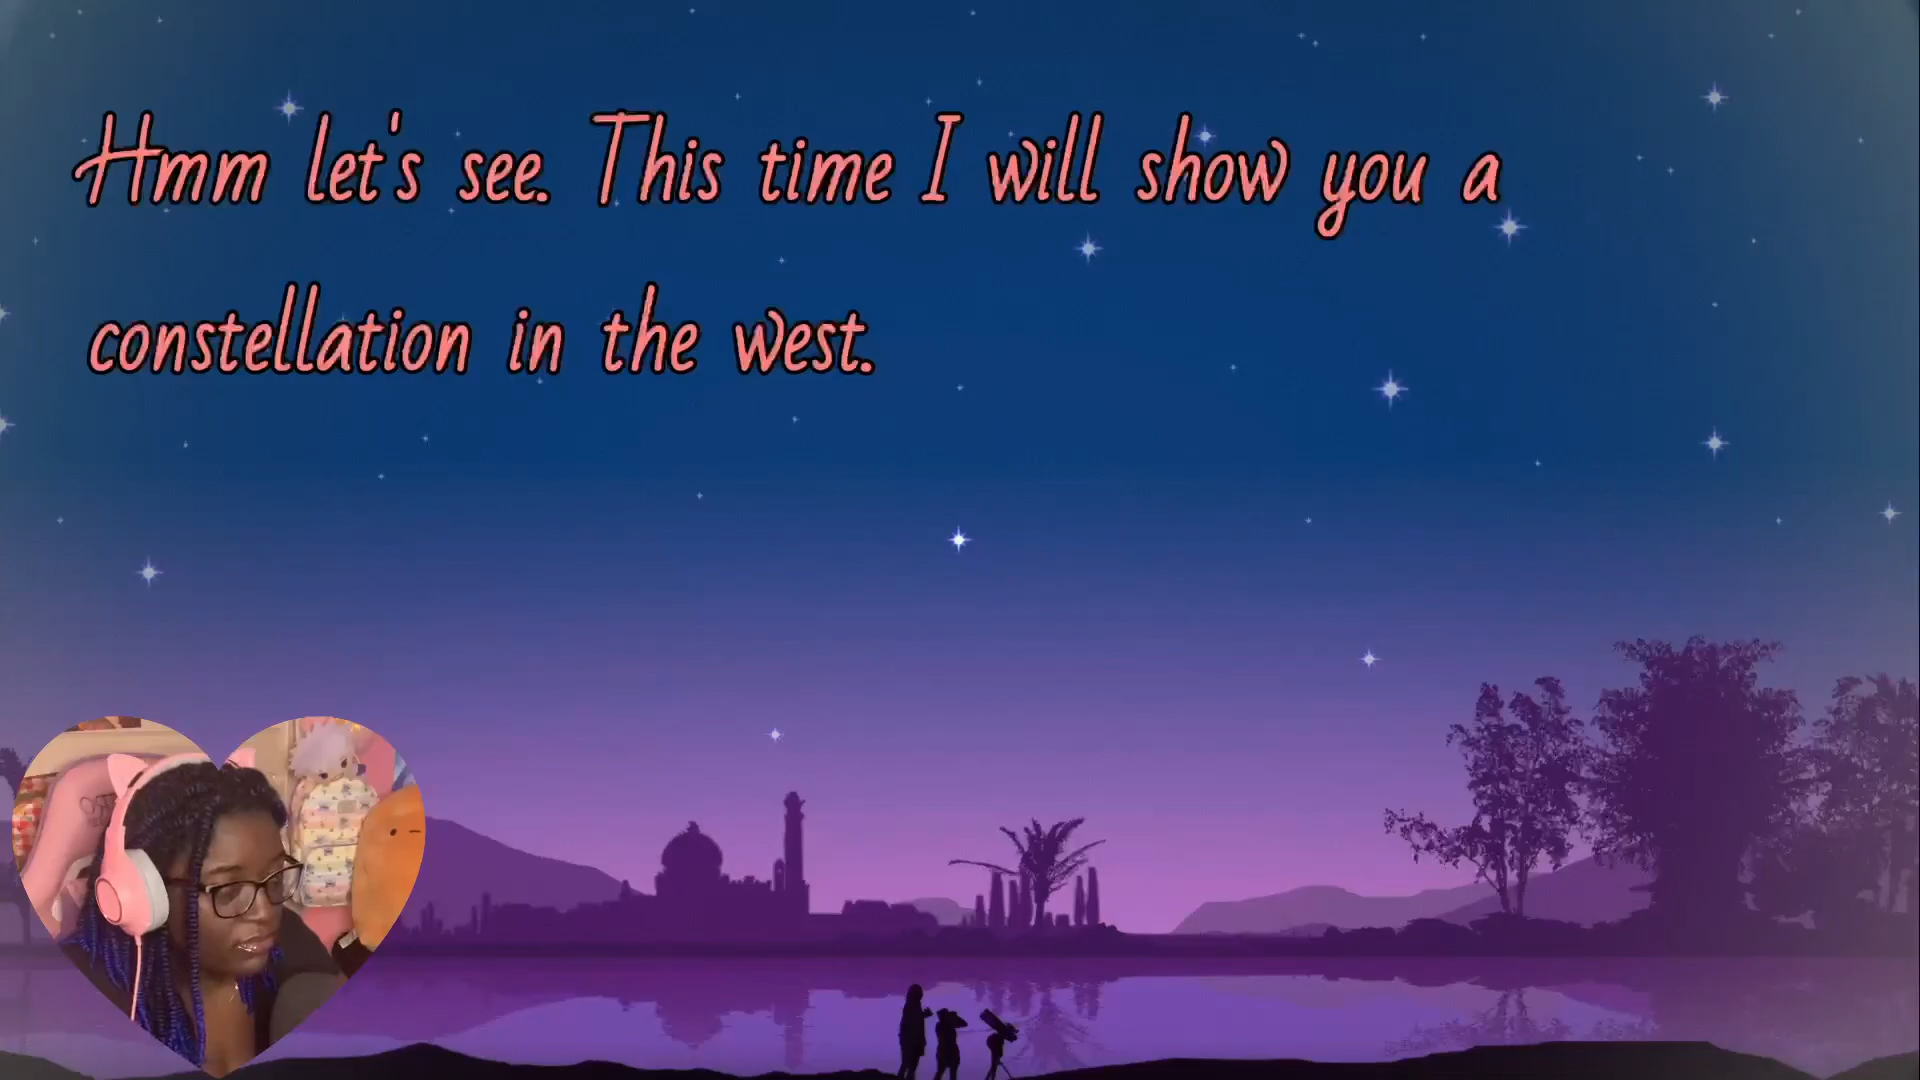 Hmm let's see. This time I will show you a
constellation in the west.